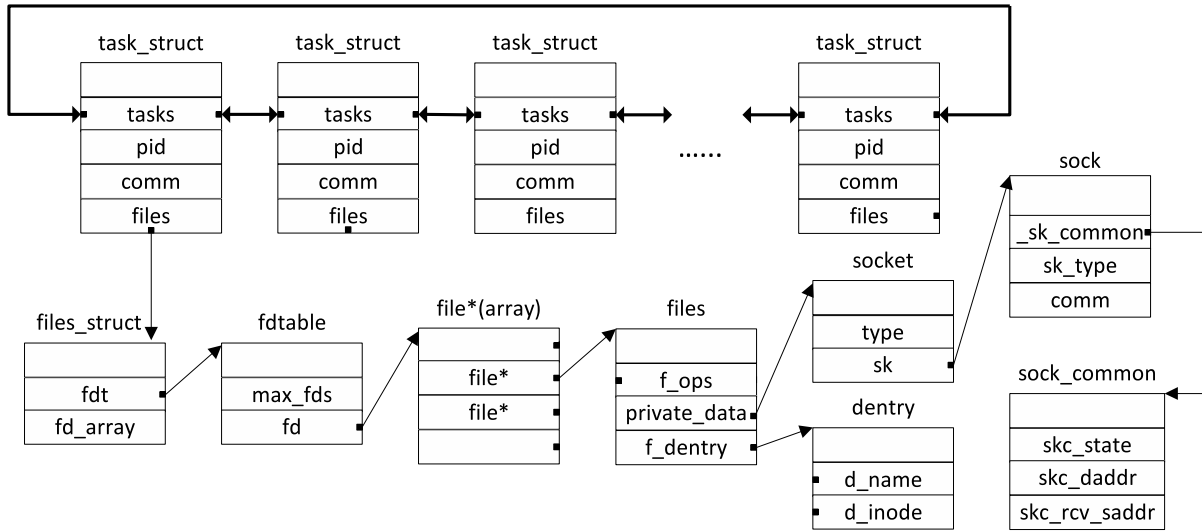 task_struct
tasks
pid
comm
files
task_struct
tasks
pid
comm
files
task_struct
tasks
pid
comm
files
......
task_struct
tasks
pid
comm
files
sock
_sk_common
sk_type
comm
files_struct
fdt
fd_array
fdtable
max_fds
fd
file*(array)
file*
file*
files
f_ops
private_data
f_dentry
socket
type
sk
dentry
d_name
d_inode
sock_common
skc_state
skc_daddr
skc_rcv_saddr